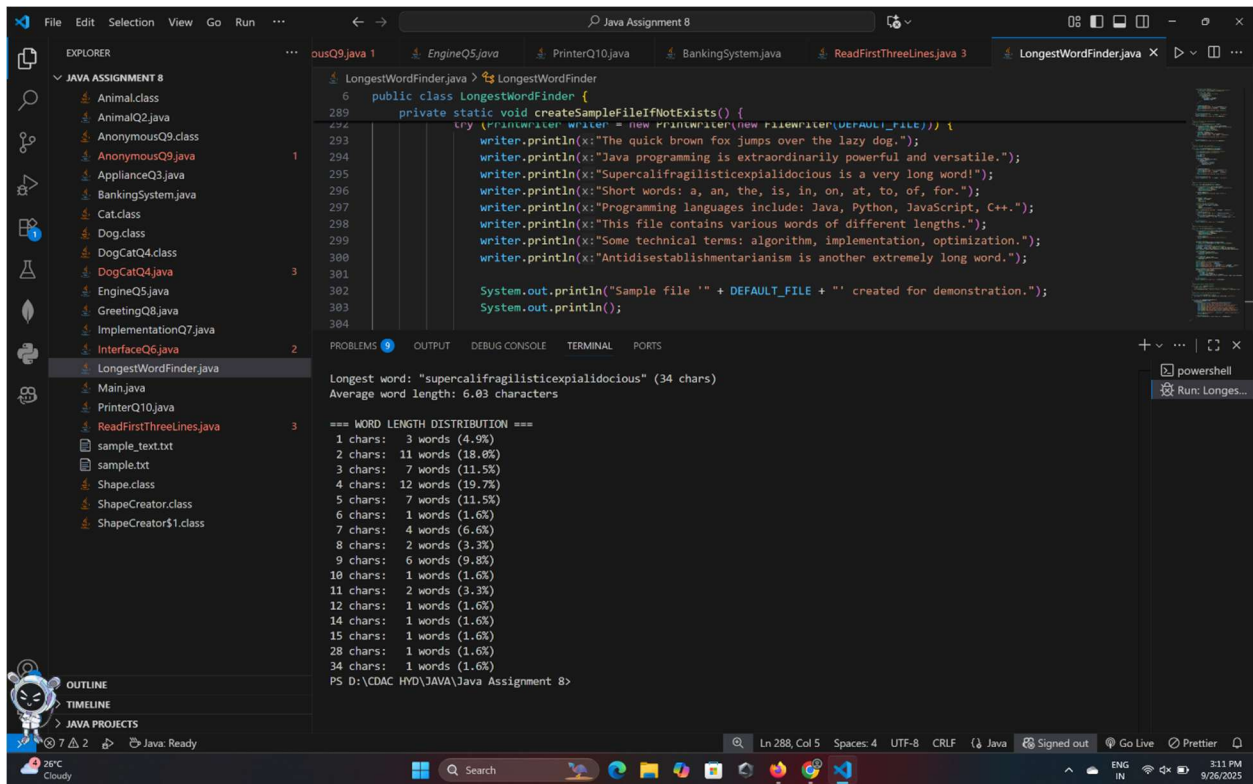 File Edit Selection View Go Run ··· Java Assignment 8
EXPLORER ···
JAVA ASSIGNMENT 8
Animal.class
AnimalQ2.java
AnonymousQ9.class
AnonymousQ9.java 1
ApplianceQ3.java
BankingSystem.java
Cat.class
Dog.class
DogCatQ4.class
DogCatQ4.java 3
EngineQ5.java
GreetingQ8.java
ImplementationQ7.java
InterfaceQ6.java 2
LongestWordFinder.java
Main.java
PrinterQ10.java
ReadFirstThreeLines.java 3
sample_text.txt
sample.txt
Shape.class
ShapeCreator.class
ShapeCreator$1.class
OUTLINE
TIMELINE
JAVA PROJECTS
ousQ9.java 1 EngineQ5.java PrinterQ10.java BankingSystem.java ReadFirstThreeLines.java 3 LongestWordFinder.java
LongestWordFinder.java > LongestWordFinder
6 public class LongestWordFinder {
289 private static void createSampleFileIfNotExists() {
292 try (PrintWriter writer = new PrintWriter(new FileWriter(DEFAULT_FILE))) {
293 writer.println(x:"The quick brown fox jumps over the lazy dog.");
294 writer.println(x:"Java programming is extraordinarily powerful and versatile.");
295 writer.println(x:"Supercalifragilisticexpialidocious is a very long word!");
296 writer.println(x:"Short words: a, an, the, is, in, on, at, to, of, for.");
297 writer.println(x:"Programming languages include: Java, Python, JavaScript, C++.");
298 writer.println(x:"This file contains various words of different lengths.");
299 writer.println(x:"Some technical terms: algorithm, implementation, optimization.");
300 writer.println(x:"Antidisestablishmentarianism is another extremely long word.");
301
302 System.out.println("Sample file '" + DEFAULT_FILE + "' created for demonstration.");
303 System.out.println();
304
PROBLEMS 9 OUTPUT DEBUG CONSOLE TERMINAL PORTS
powershell
Run: Longes...
Longest word: "supercalifragilisticexpialidocious" (34 chars)
Average word length: 6.03 characters
=== WORD LENGTH DISTRIBUTION ===
1 chars: 3 words (4.9%)
2 chars: 11 words (18.0%)
3 chars: 7 words (11.5%)
4 chars: 12 words (19.7%)
5 chars: 7 words (11.5%)
6 chars: 1 words (1.6%)
7 chars: 4 words (6.6%)
8 chars: 2 words (3.3%)
9 chars: 6 words (9.8%)
10 chars: 1 words (1.6%)
11 chars: 2 words (3.3%)
12 chars: 1 words (1.6%)
14 chars: 1 words (1.6%)
15 chars: 1 words (1.6%)
28 chars: 1 words (1.6%)
34 chars: 1 words (1.6%)
PS D:\CDAC HYD\JAVA\Java Assignment 8>
7 2 Java: Ready Ln 288, Col 5 Spaces: 4 UTF-8 CRLF Java Signed out Go Live Prettier
4 26°C
Cloudy
Search
ENG
IN
3:11 PM
9/26/2025